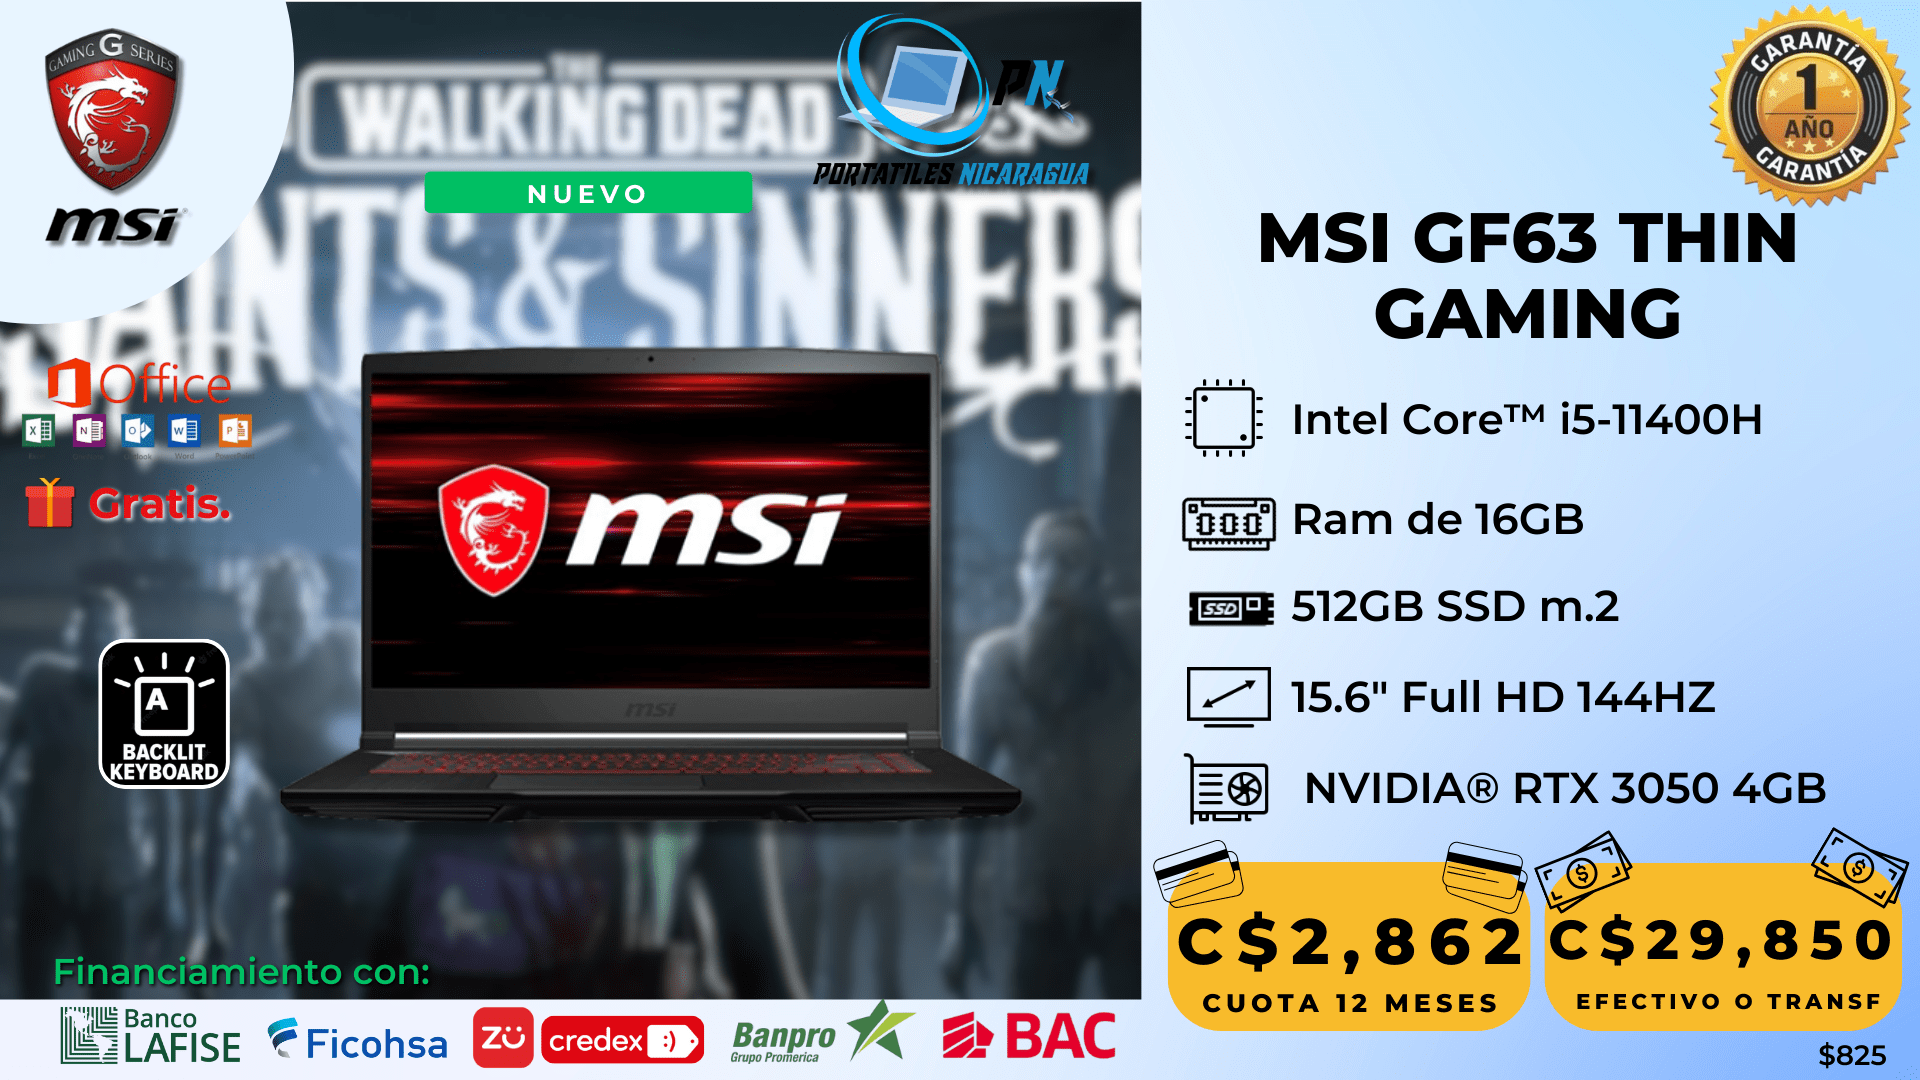 GAMING G SERIES
msi
THE
WALKING DEAD
SAINTS & SINNERS
PN
PORTATILES NICARAGUA
NUEVO
Office
Gratis.
A
BACKLIT
KEYBOARD
msi
msi
Financiamiento con:
Banco
LAFISE
Ficohsa
zū
credex :)
Banpro
Grupo Promerica
BAC
GARANTÍA
1
AÑO
GARANTÍA
MSI GF63 THIN
GAMING
Intel Core™ i5-11400H
Ram de 16GB
SSD
512GB SSD m.2
15.6" Full HD 144HZ
NVIDIA® RTX 3050 4GB
C$2,862
CUOTA 12 MESES
C$29,850
EFECTIVO O TRANSF
$825